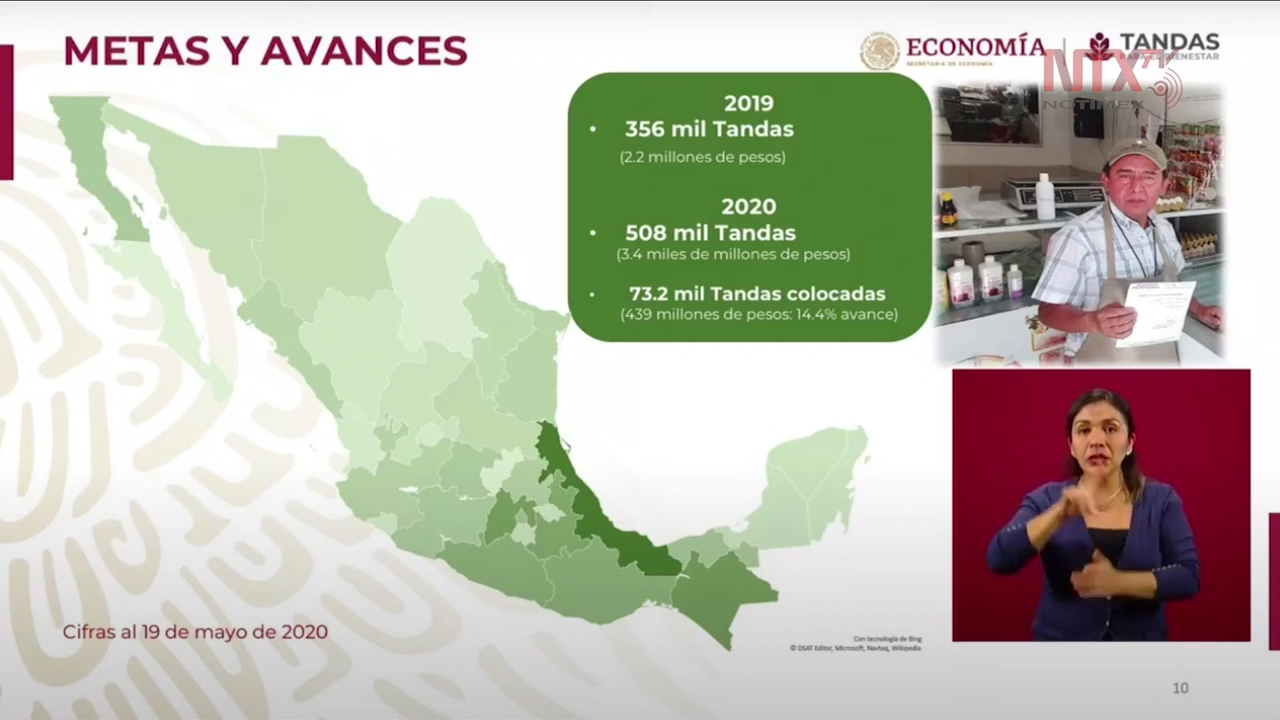 METAS Y AVANCES
ECONOMÍA
SECRETARÍA DE ECONOMÍA
TANDAS
PARA EL BIENESTAR
NTX
NOTIMEX
2019
• 356 mil Tandas
(2.2 millones de pesos)
2020
• 508 mil Tandas
(3.4 miles de millones de pesos)
• 73.2 mil Tandas colocadas
(439 millones de pesos: 14.4% avance)
Cifras al 19 de mayo de 2020
Con tecnología de Bing
© DSAT Editor, Microsoft, Navteq, Wikipedia
10